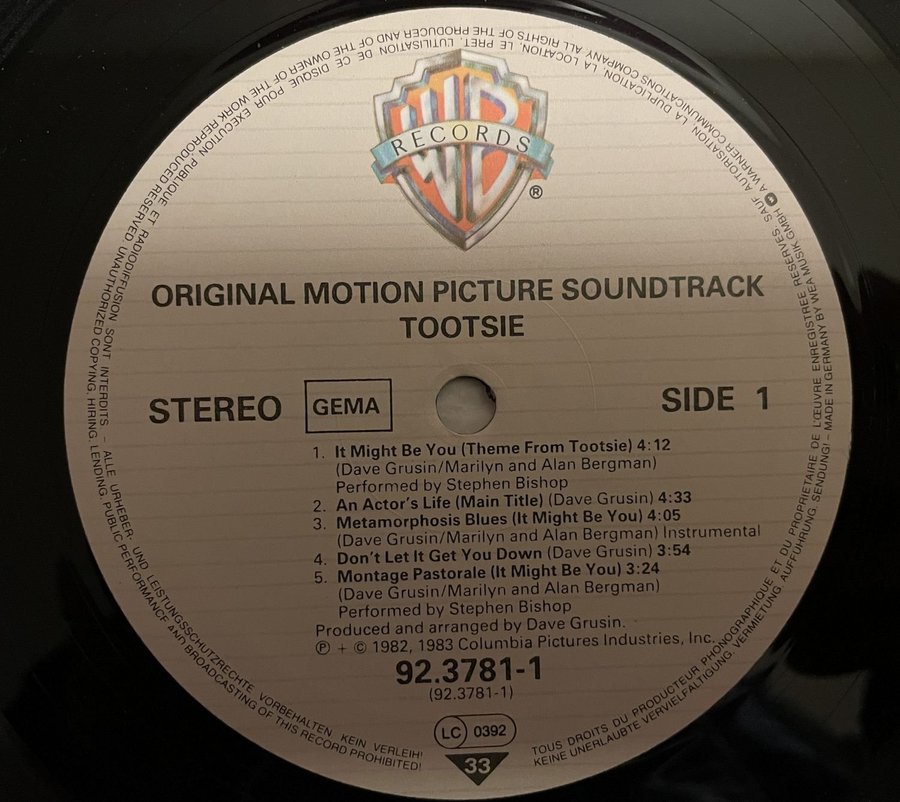 WB
RECORDS
®
ORIGINAL MOTION PICTURE SOUNDTRACK
TOOTSIE
STEREO
GEMA
SIDE 1
1. It Might Be You (Theme From Tootsie) 4:12
(Dave Grusin/Marilyn and Alan Bergman)
Performed by Stephen Bishop
2. An Actor's Life (Main Title) (Dave Grusin) 4:33
3. Metamorphosis Blues (It Might Be You) 4:05
(Dave Grusin/Marilyn and Alan Bergman) Instrumental
4. Don't Let It Get You Down (Dave Grusin) 3:54
5. Montage Pastorale (It Might Be You) 3:24
(Dave Grusin/Marilyn and Alan Bergman)
Performed by Stephen Bishop
Produced and arranged by Dave Grusin.
Ⓟ + © 1982, 1983 Columbia Pictures Industries, Inc.
92.3781-1
(92.3781-1)
LC 0392
33
TOUS DROITS DU PRODUCTEUR PHONOGRAPHIQUE ET DU PROPRIETAIRE DE L'ŒUVRE ENREGISTREE RESERVES SAUF AUTORISATION, LA DUPLICATION, LA LOCATION, LE PRET, L'UTILISATION DE CE DISQUE POUR EXECUTION PUBLIQUE ET RADIODIFFUSION SONT INTERDITS – ALLE URHEBER- UND LEISTUNGSSCHUTZRECHTE VORBEHALTEN KEIN VERLEIH!
KEINE UNERLAUBTE VERVIELFÄLTIGUNG, VERMIETUNG, AUFFÜHRUNG, SENDUNG! – MADE IN GERMANY BY WEA MUSIK GMBH A WARNER COMMUNICATIONS COMPANY ALL RIGHTS OF THE PRODUCER AND OF THE OWNER OF THE WORK REPRODUCED RESERVED. UNAUTHORIZED COPYING, HIRING, LENDING, PUBLIC PERFORMANCE AND BROADCASTING OF THIS RECORD PROHIBITED!